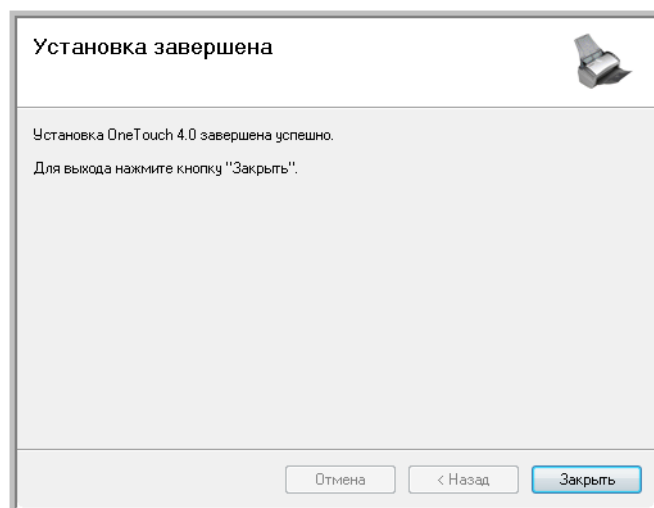 Установка завершена
Установка OneTouch 4.0 завершена успешно.
Для выхода нажмите кнопку "Закрыть".
Отмена
< Назад
Закрыть